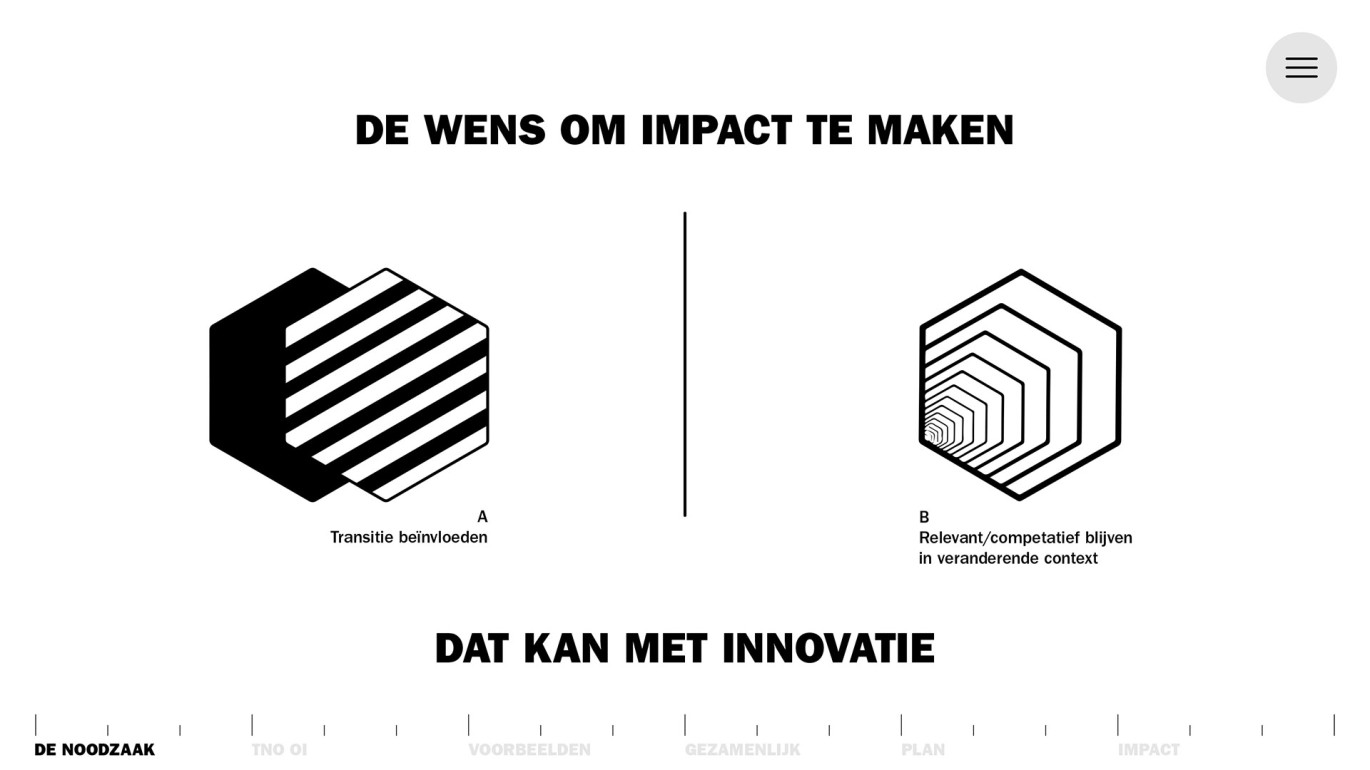 DE WENS OM IMPACT TE MAKEN
A
Transitie beïnvloeden
B
Relevant/competatief blijven
in veranderende context
DAT KAN MET INNOVATIE
DE NOODZAAK
TNO OI
VOORBEELDEN
GEZAMENLIJK
PLAN
IMPACT